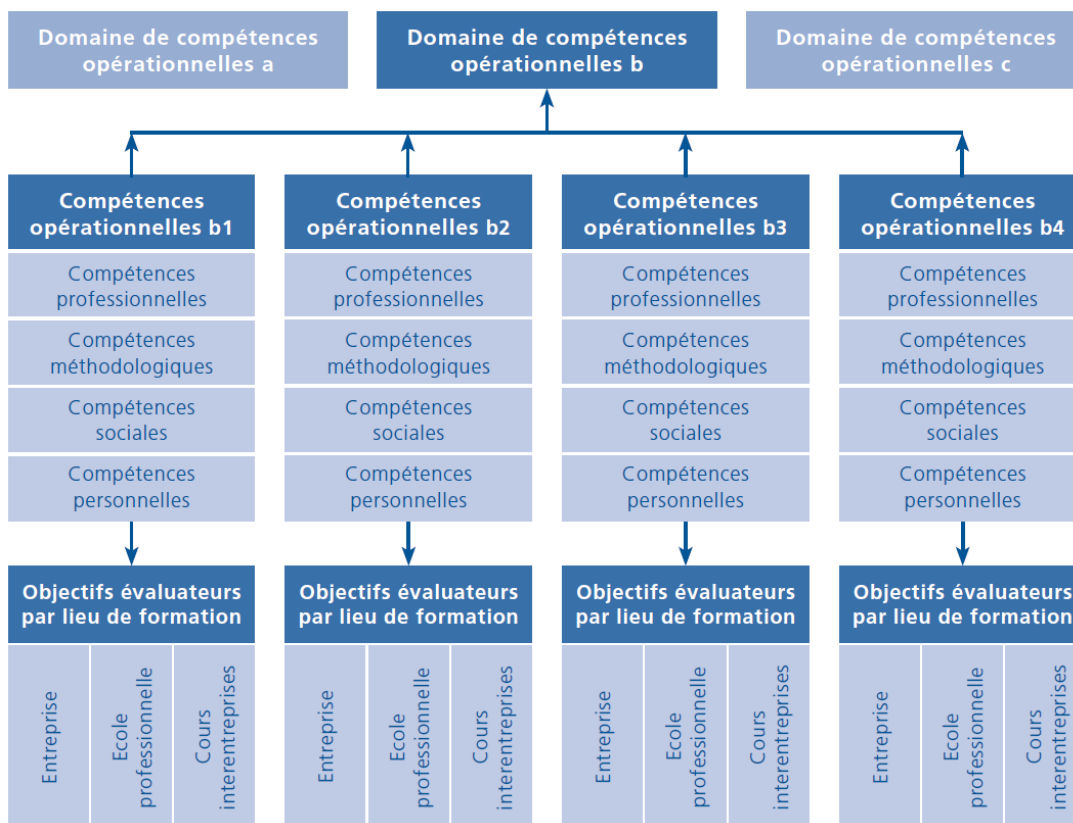 Domaine de compétences
opérationnelles a
Domaine de compétences
opérationnelles b
Domaine de compétences
opérationnelles c
Compétences
opérationnelles b1
Compétences
professionnelles
Compétences
méthodologiques
Compétences
sociales
Compétences
personnelles
Objectifs évaluateurs
par lieu de formation
Entreprise
Ecole
professionnelle
Cours
interentreprises
Compétences
opérationnelles b2
Compétences
professionnelles
Compétences
méthodologiques
Compétences
sociales
Compétences
personnelles
Objectifs évaluateurs
par lieu de formation
Entreprise
Ecole
professionnelle
Cours
interentreprises
Compétences
opérationnelles b3
Compétences
professionnelles
Compétences
méthodologiques
Compétences
sociales
Compétences
personnelles
Objectifs évaluateurs
par lieu de formation
Entreprise
Ecole
professionnelle
Cours
interentreprises
Compétences
opérationnelles b4
Compétences
professionnelles
Compétences
méthodologiques
Compétences
sociales
Compétences
personnelles
Objectifs évaluateurs
par lieu de formation
Entreprise
Ecole
professionnelle
Cours
interentreprises